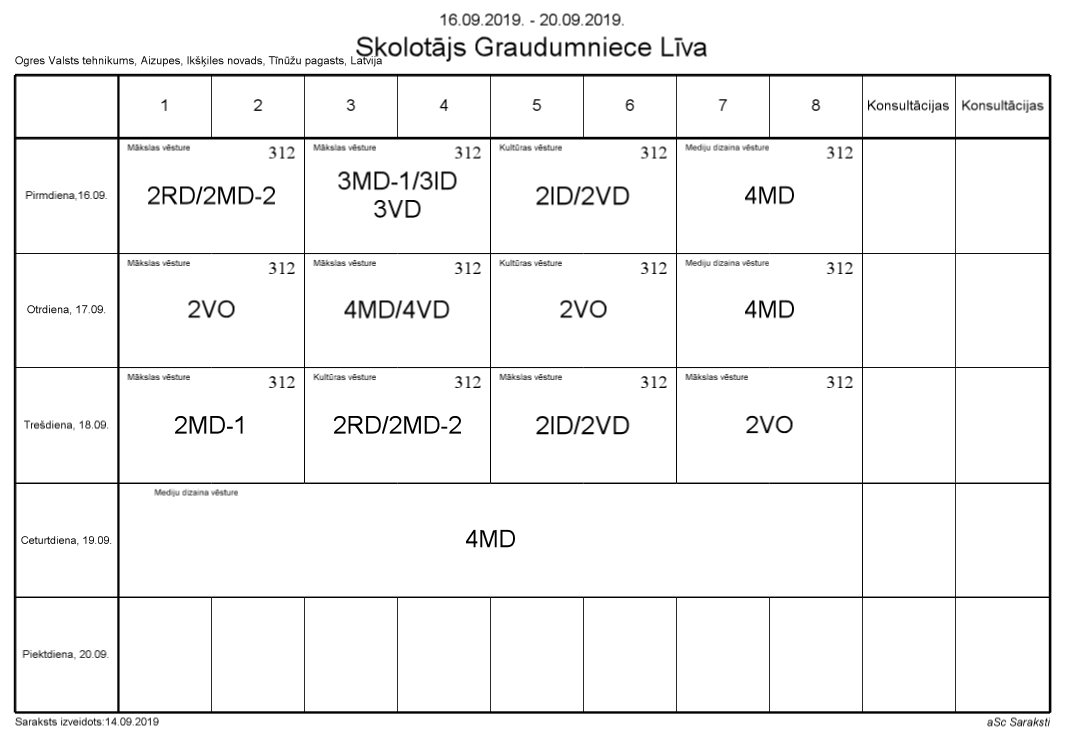 16.09.2019. - 20.09.2019.
Skolotājs Graudumniece Līva
Ogres Valsts tehnikums, Aizupes, Ikšķiles novads, Tīnūžu pagasts, Latvija
1 2 3 4 5 6 7 8 Konsultācijas Konsultācijas
Pirmdiena,16.09.
Mākslas vēsture 312
2RD/2MD-2
Mākslas vēsture 312
3MD-1/3ID
3VD
Kultūras vēsture 312
2ID/2VD
Mediju dizaina vēsture 312
4MD
Otrdiena, 17.09.
Mākslas vēsture 312
2VO
Mākslas vēsture 312
4MD/4VD
Kultūras vēsture 312
2VO
Mediju dizaina vēsture 312
4MD
Trešdiena, 18.09.
Mākslas vēsture 312
2MD-1
Kultūras vēsture 312
2RD/2MD-2
Mākslas vēsture 312
2ID/2VD
Mākslas vēsture 312
2VO
Ceturtdiena, 19.09.
Mediju dizaina vēsture
4MD
Piektdiena, 20.09.
Saraksts izveidots:14.09.2019
aSc Saraksti